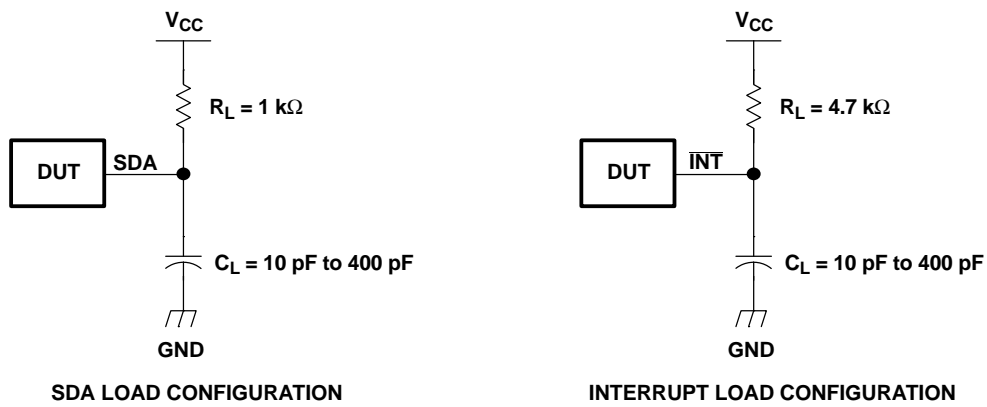 VCC
RL = 1 kΩ
DUT
SDA
CL = 10 pF to 400 pF
GND
SDA LOAD CONFIGURATION
VCC
RL = 4.7 kΩ
DUT
I̅N̅T̅
CL = 10 pF to 400 pF
GND
INTERRUPT LOAD CONFIGURATION